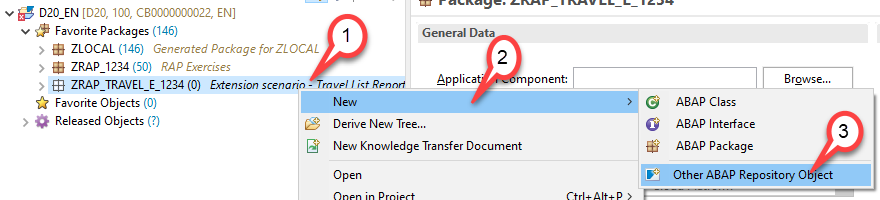 D20_EN [D20, 100, CB0000000022, EN]
Favorite Packages (146)
ZLOCAL (146) Generated Package for ZLOCAL
ZRAP_1234 (50) RAP Exercises
ZRAP_TRAVEL_E_1234 (0) Extension scenario - Travel List Report
Favorite Objects (0)
Released Objects (?)
Package: ZRAP_TRAVEL_E_1234
General Data
Component:
Browse...
1
2
3
New
Derive New Tree...
New Knowledge Transfer Document
Open
Open in Project Ctrl+Alt+P
ABAP Class
ABAP Interface
ABAP Package
Other ABAP Repository Object